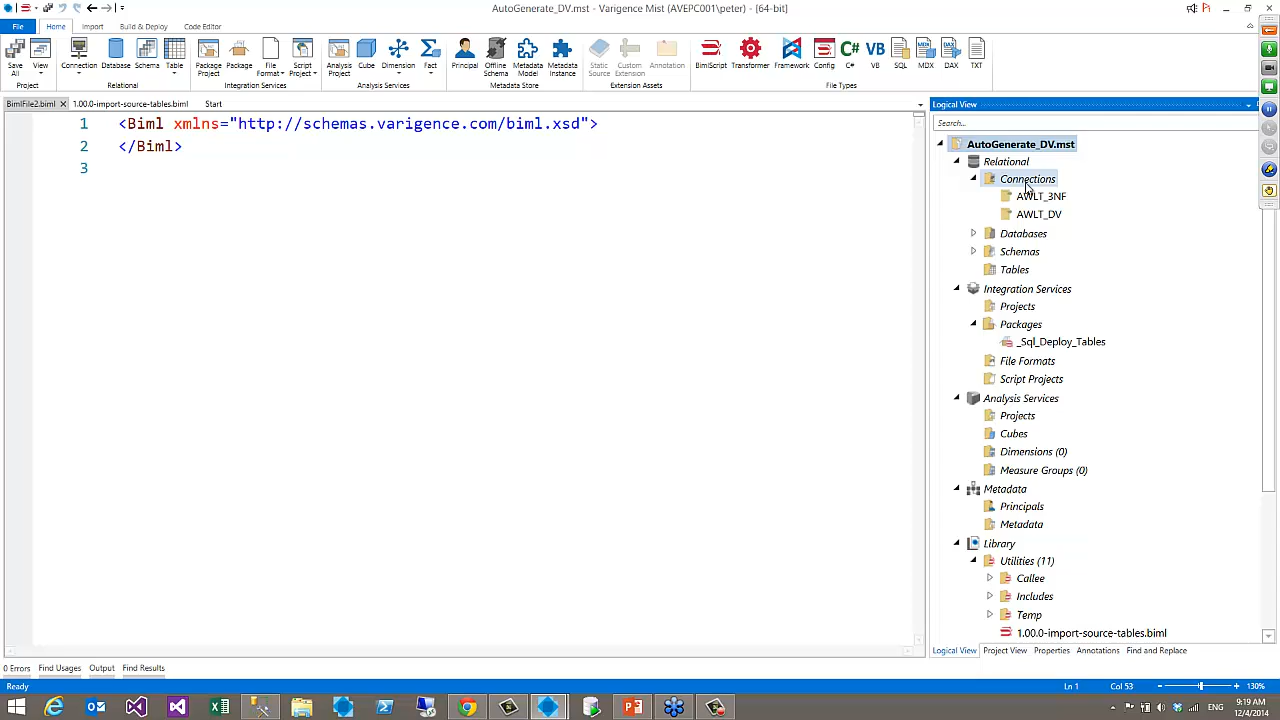 AutoGenerate_DV.mst - Varigence Mist (AVEPC001\peter) - [64-bit]
File Home Import Build & Deploy Code Editor
Save All View Connection Database Schema Table Package Project Package File Format Script Project Analysis Project Cube Dimension Fact Principal Offline Schema Metadata Model Metadata Instance Static Source Custom Extension Annotation BimlScript Transformer Framework Config C# VB SQL MDX DAX TXT
Project Relational Integration Services Analysis Services Metadata Store Extension Assets File Types
BimlFile2.biml 1.00.0-import-source-tables.biml Start
1 <Biml xmlns="http://schemas.varigence.com/biml.xsd">
2 </Biml>
3
Logical View
Search...
AutoGenerate_DV.mst
Relational
Connections
AWLT_3NF
AWLT_DV
Databases
Schemas
Tables
Integration Services
Projects
Packages
_Sql_Deploy_Tables
File Formats
Script Projects
Analysis Services
Projects
Cubes
Dimensions (0)
Measure Groups (0)
Metadata
Principals
Metadata
Library
Utilities (11)
Callee
Includes
Temp
1.00.0-import-source-tables.biml
Logical View Project View Properties Annotations Find and Replace
0 Errors Find Usages Output Find Results
Ready Ln 1 Col 53 130%
ENG 9:19 AM
12/4/2014